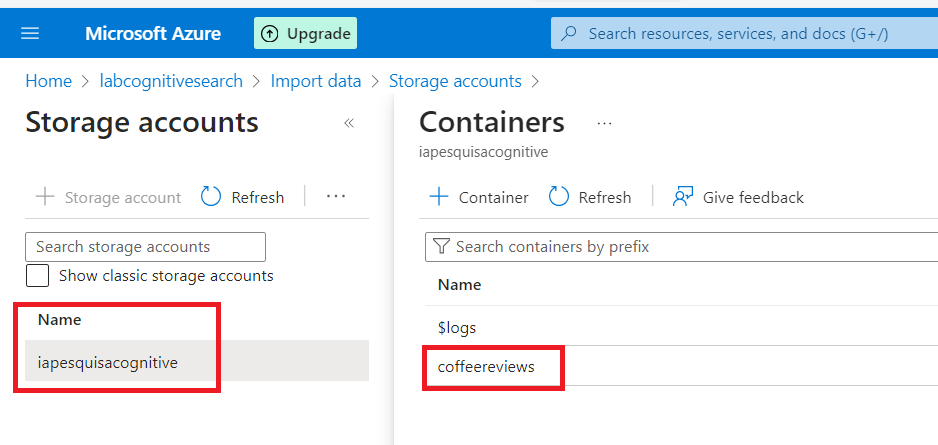 Microsoft Azure Upgrade Search resources, services, and docs (G+/)
Home > labcognitivesearch > Import data > Storage accounts >
Storage accounts «
+ Storage account Refresh ...
Search storage accounts
Show classic storage accounts
Name
iapesquisacognitive
Containers ...
iapesquisacognitive
+ Container Refresh Give feedback
Search containers by prefix
Name
$logs
coffeereviews